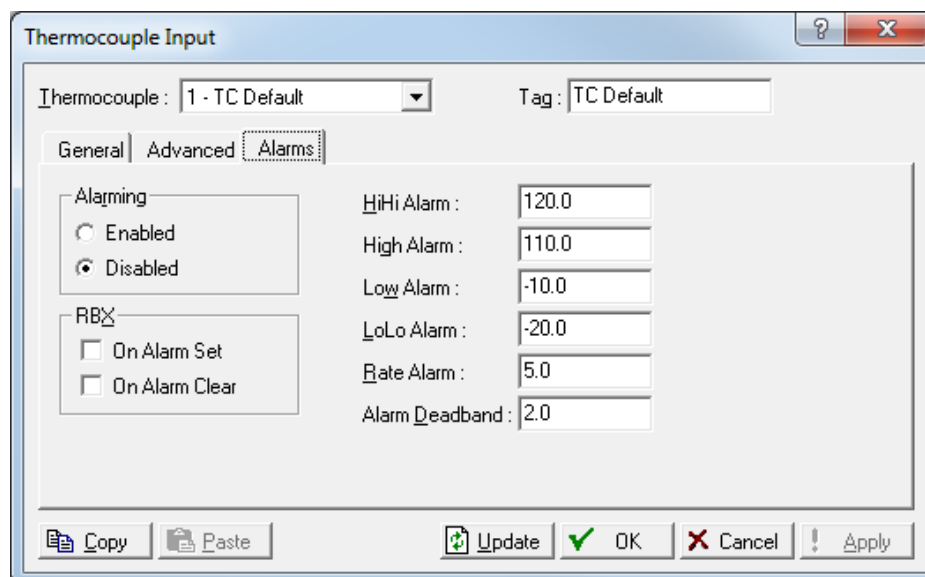 Thermocouple Input
Thermocouple : 1 - TC Default Tag : TC Default
General Advanced Alarms
Alarming
Enabled
Disabled
RBX
On Alarm Set
On Alarm Clear
HiHi Alarm : 120.0
High Alarm : 110.0
Low Alarm : -10.0
LoLo Alarm : -20.0
Rate Alarm : 5.0
Alarm Deadband : 2.0
Copy Paste Update OK Cancel Apply